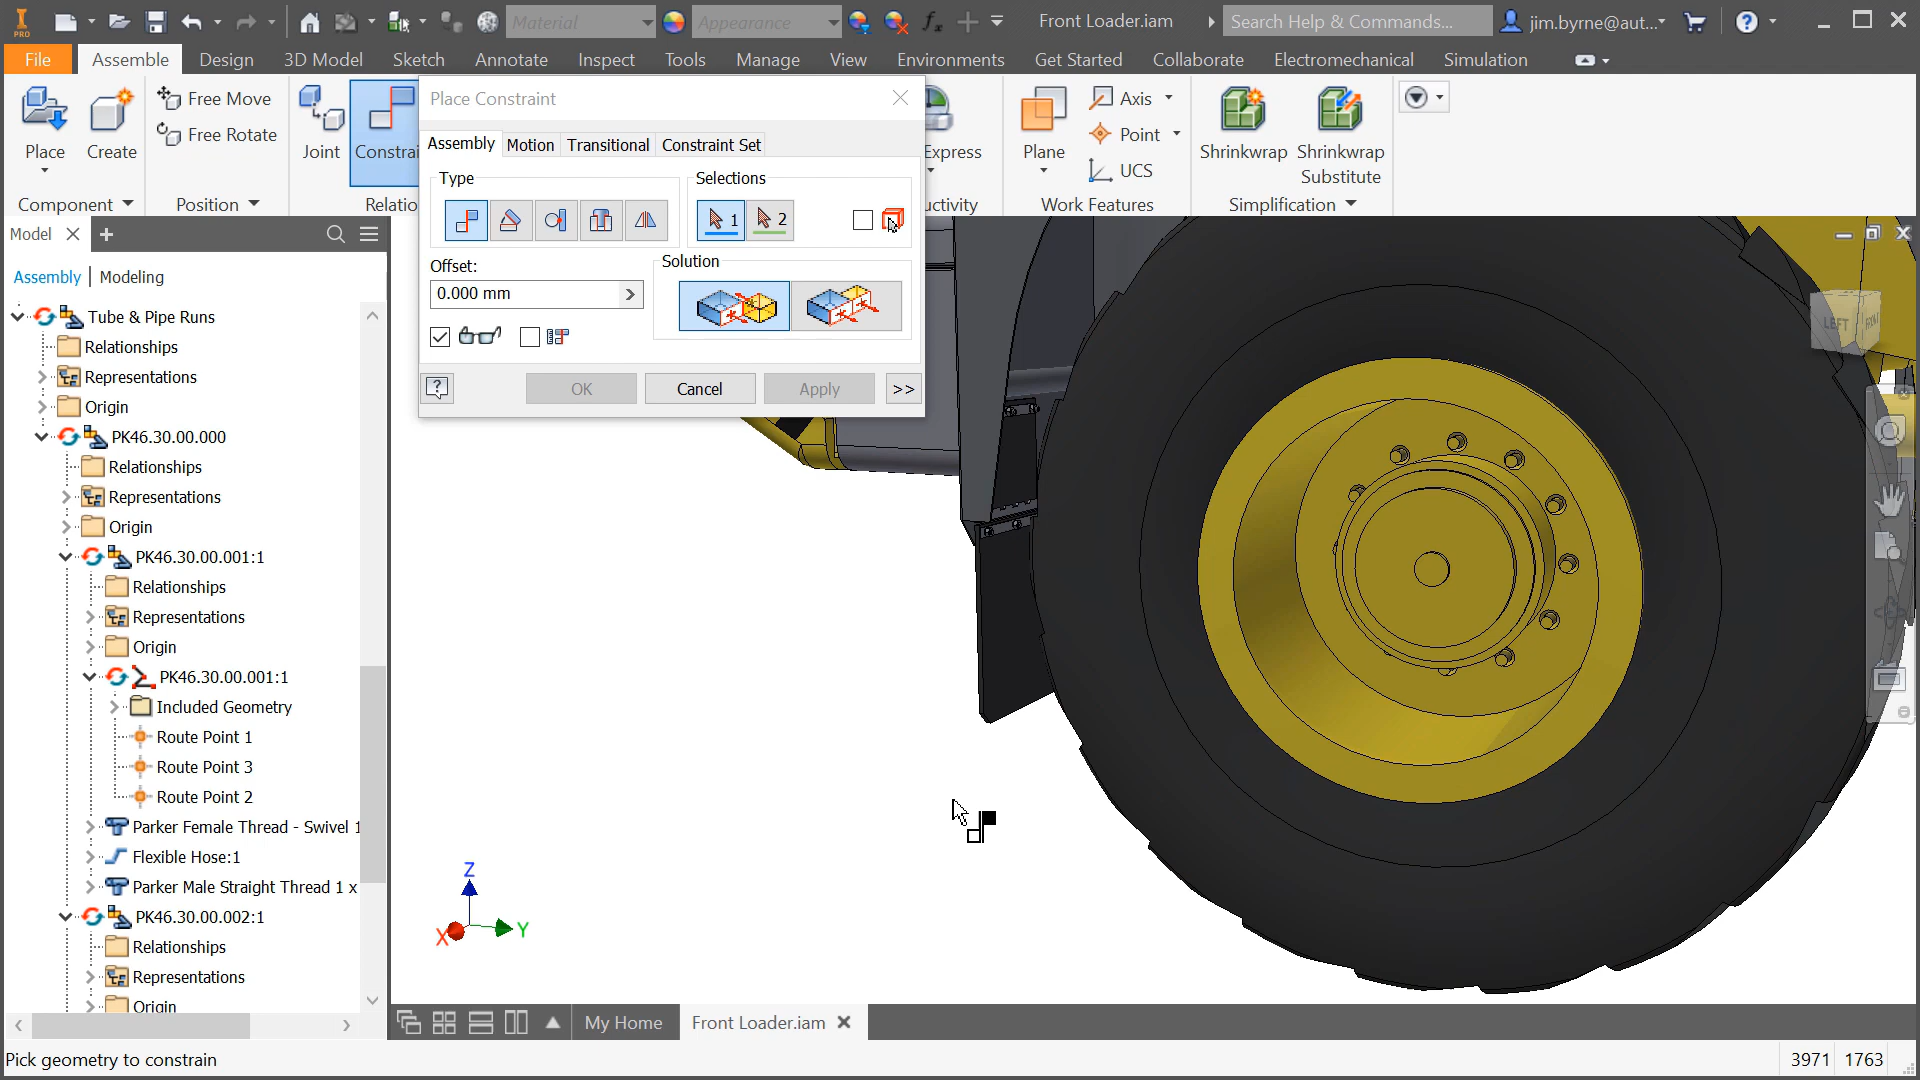 PRO
Material
Appearance
Front Loader.iam
Search Help & Commands...
jim.byrne@aut...
File
Assemble
Design
3D Model
Sketch
Annotate
Inspect
Tools
Manage
View
Environments
Get Started
Collaborate
Electromechanical
Simulation
Place
Create
Free Move
Free Rotate
Joint
Constrai
Component
Position
Relatio
Place Constraint
Assembly
Motion
Transitional
Constraint Set
Type
Selections
1
2
Offset:
0.000 mm
Solution
OK
Cancel
Apply
>>
Express
uctivity
Plane
Axis
Point
UCS
Work Features
Shrinkwrap
Shrinkwrap
Substitute
Simplification
Model
Assembly
Modeling
Tube & Pipe Runs
Relationships
Representations
Origin
PK46.30.00.000
Relationships
Representations
Origin
PK46.30.00.001:1
Relationships
Representations
Origin
PK46.30.00.001:1
Included Geometry
Route Point 1
Route Point 3
Route Point 2
Parker Female Thread - Swivel 1
Flexible Hose:1
Parker Male Straight Thread 1 x
PK46.30.00.002:1
Relationships
Representations
Origin
LEFT
FRONT
Z
X
Y
My Home
Front Loader.iam
Pick geometry to constrain
3971
1763